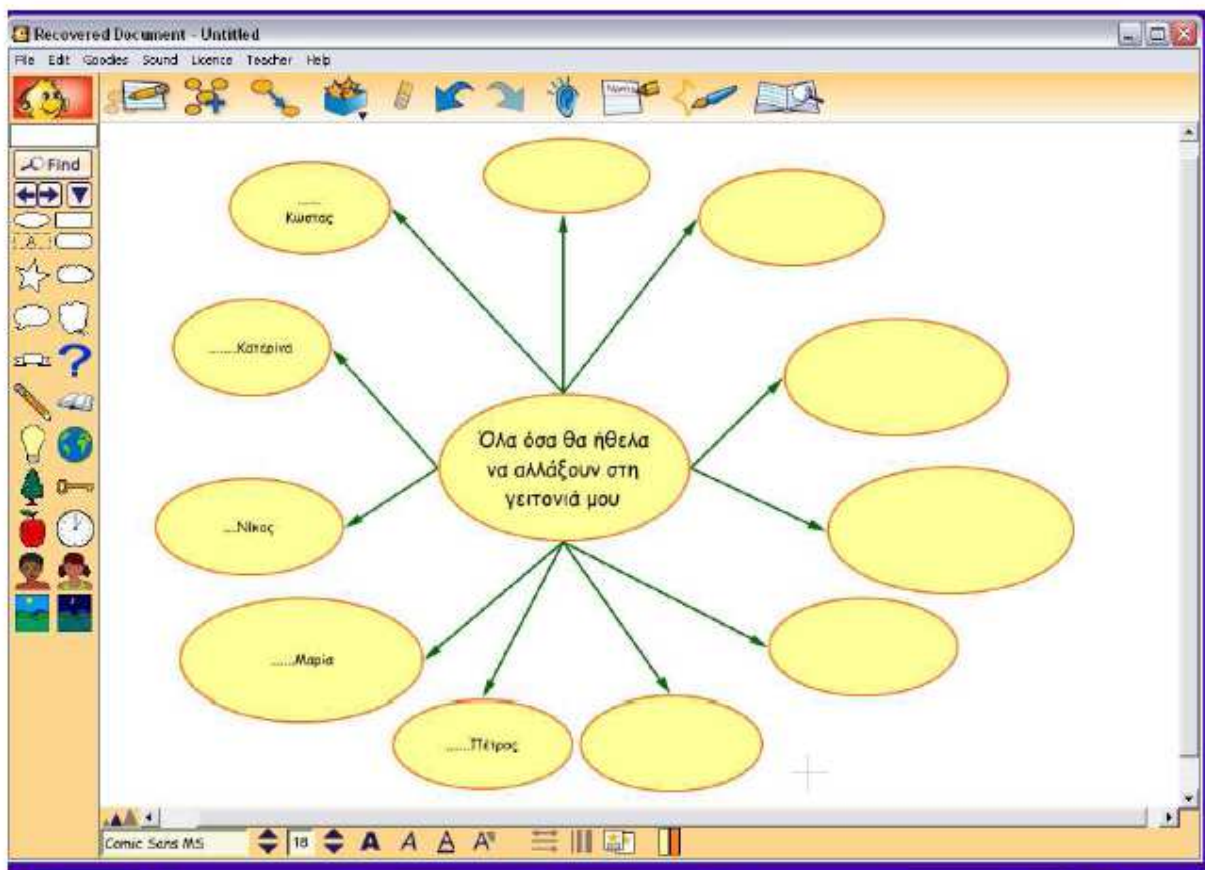 Recovered Document - Untitled
File Edit Goodies Sound Licence Teacher Help
Name
Find
A
?
......
Κώστας
........Κατερίνα
Όλα όσα θα ήθελα
να αλλάξουν στη
γειτονιά μου
....Νίκος
.......Μαρία
.......Πέτρος
Comic Sans MS 18 A A A A